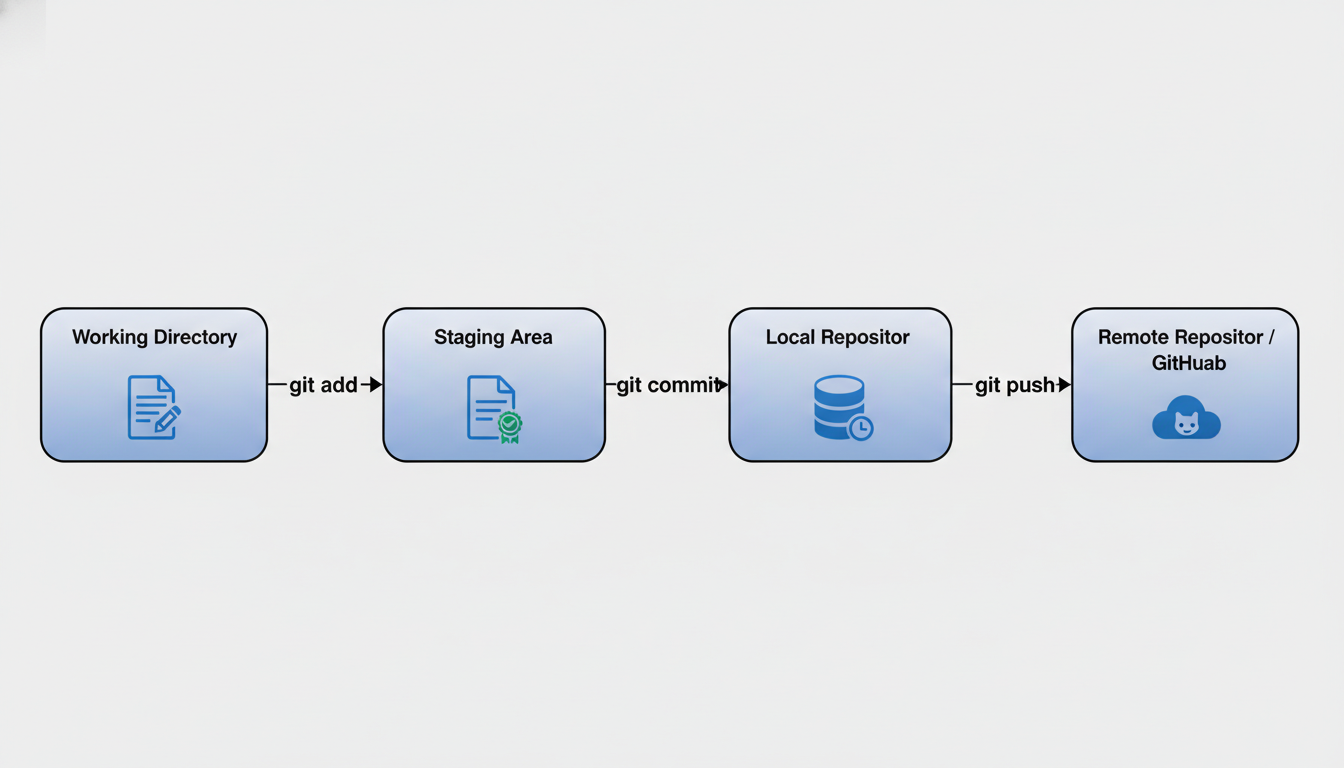 Working Directory
git add
Staging Area
git commit
Local Repositor
git push
Remote Repositor /
GitHuab